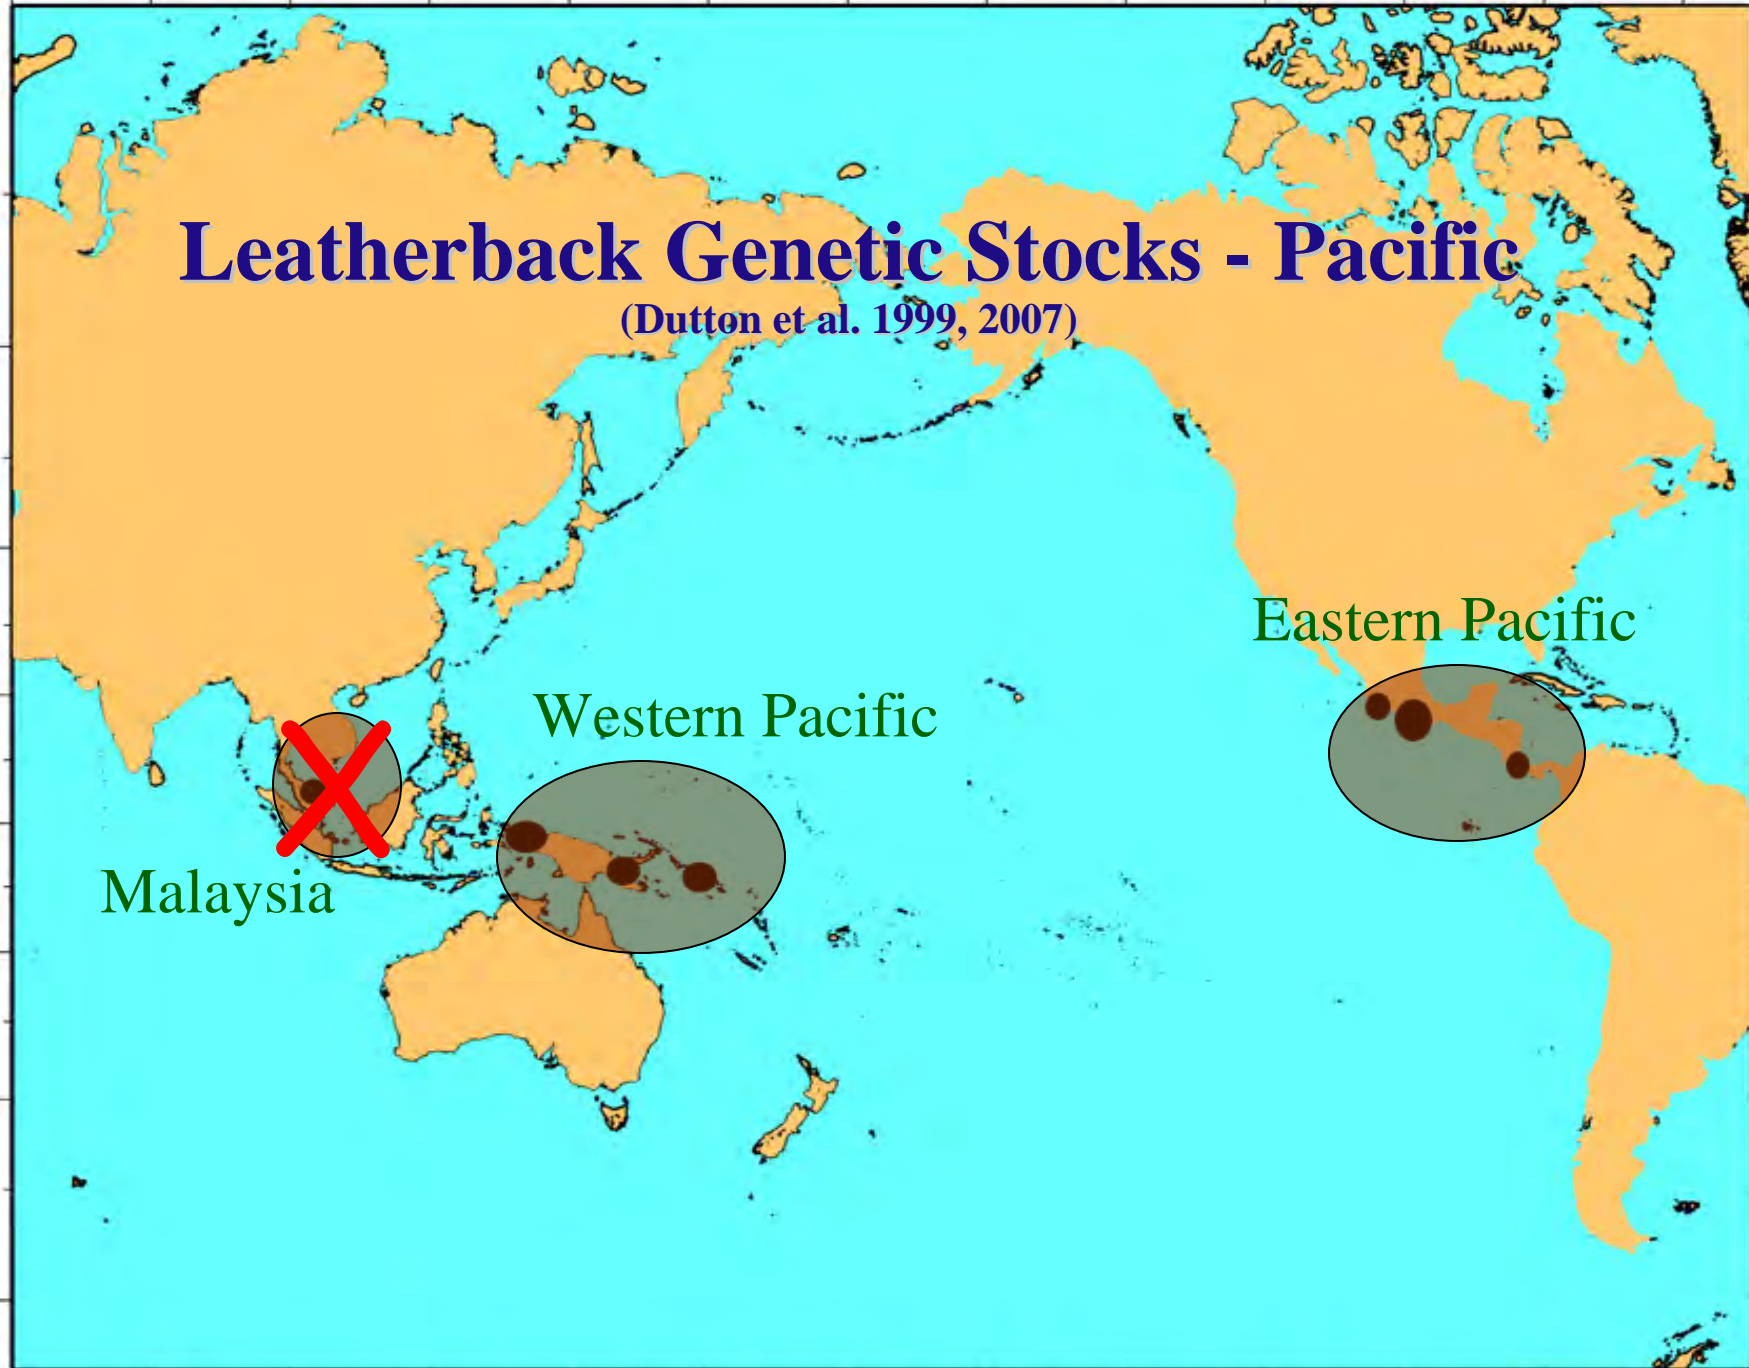 Leatherback Genetic Stocks - Pacific
(Dutton et al. 1999, 2007)
Eastern Pacific
Western Pacific
Malaysia